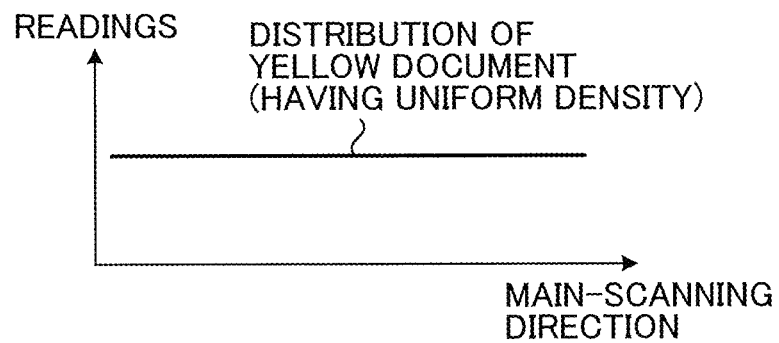 READINGS
DISTRIBUTION OF
YELLOW DOCUMENT
(HAVING UNIFORM DENSITY)
MAIN-SCANNING
DIRECTION